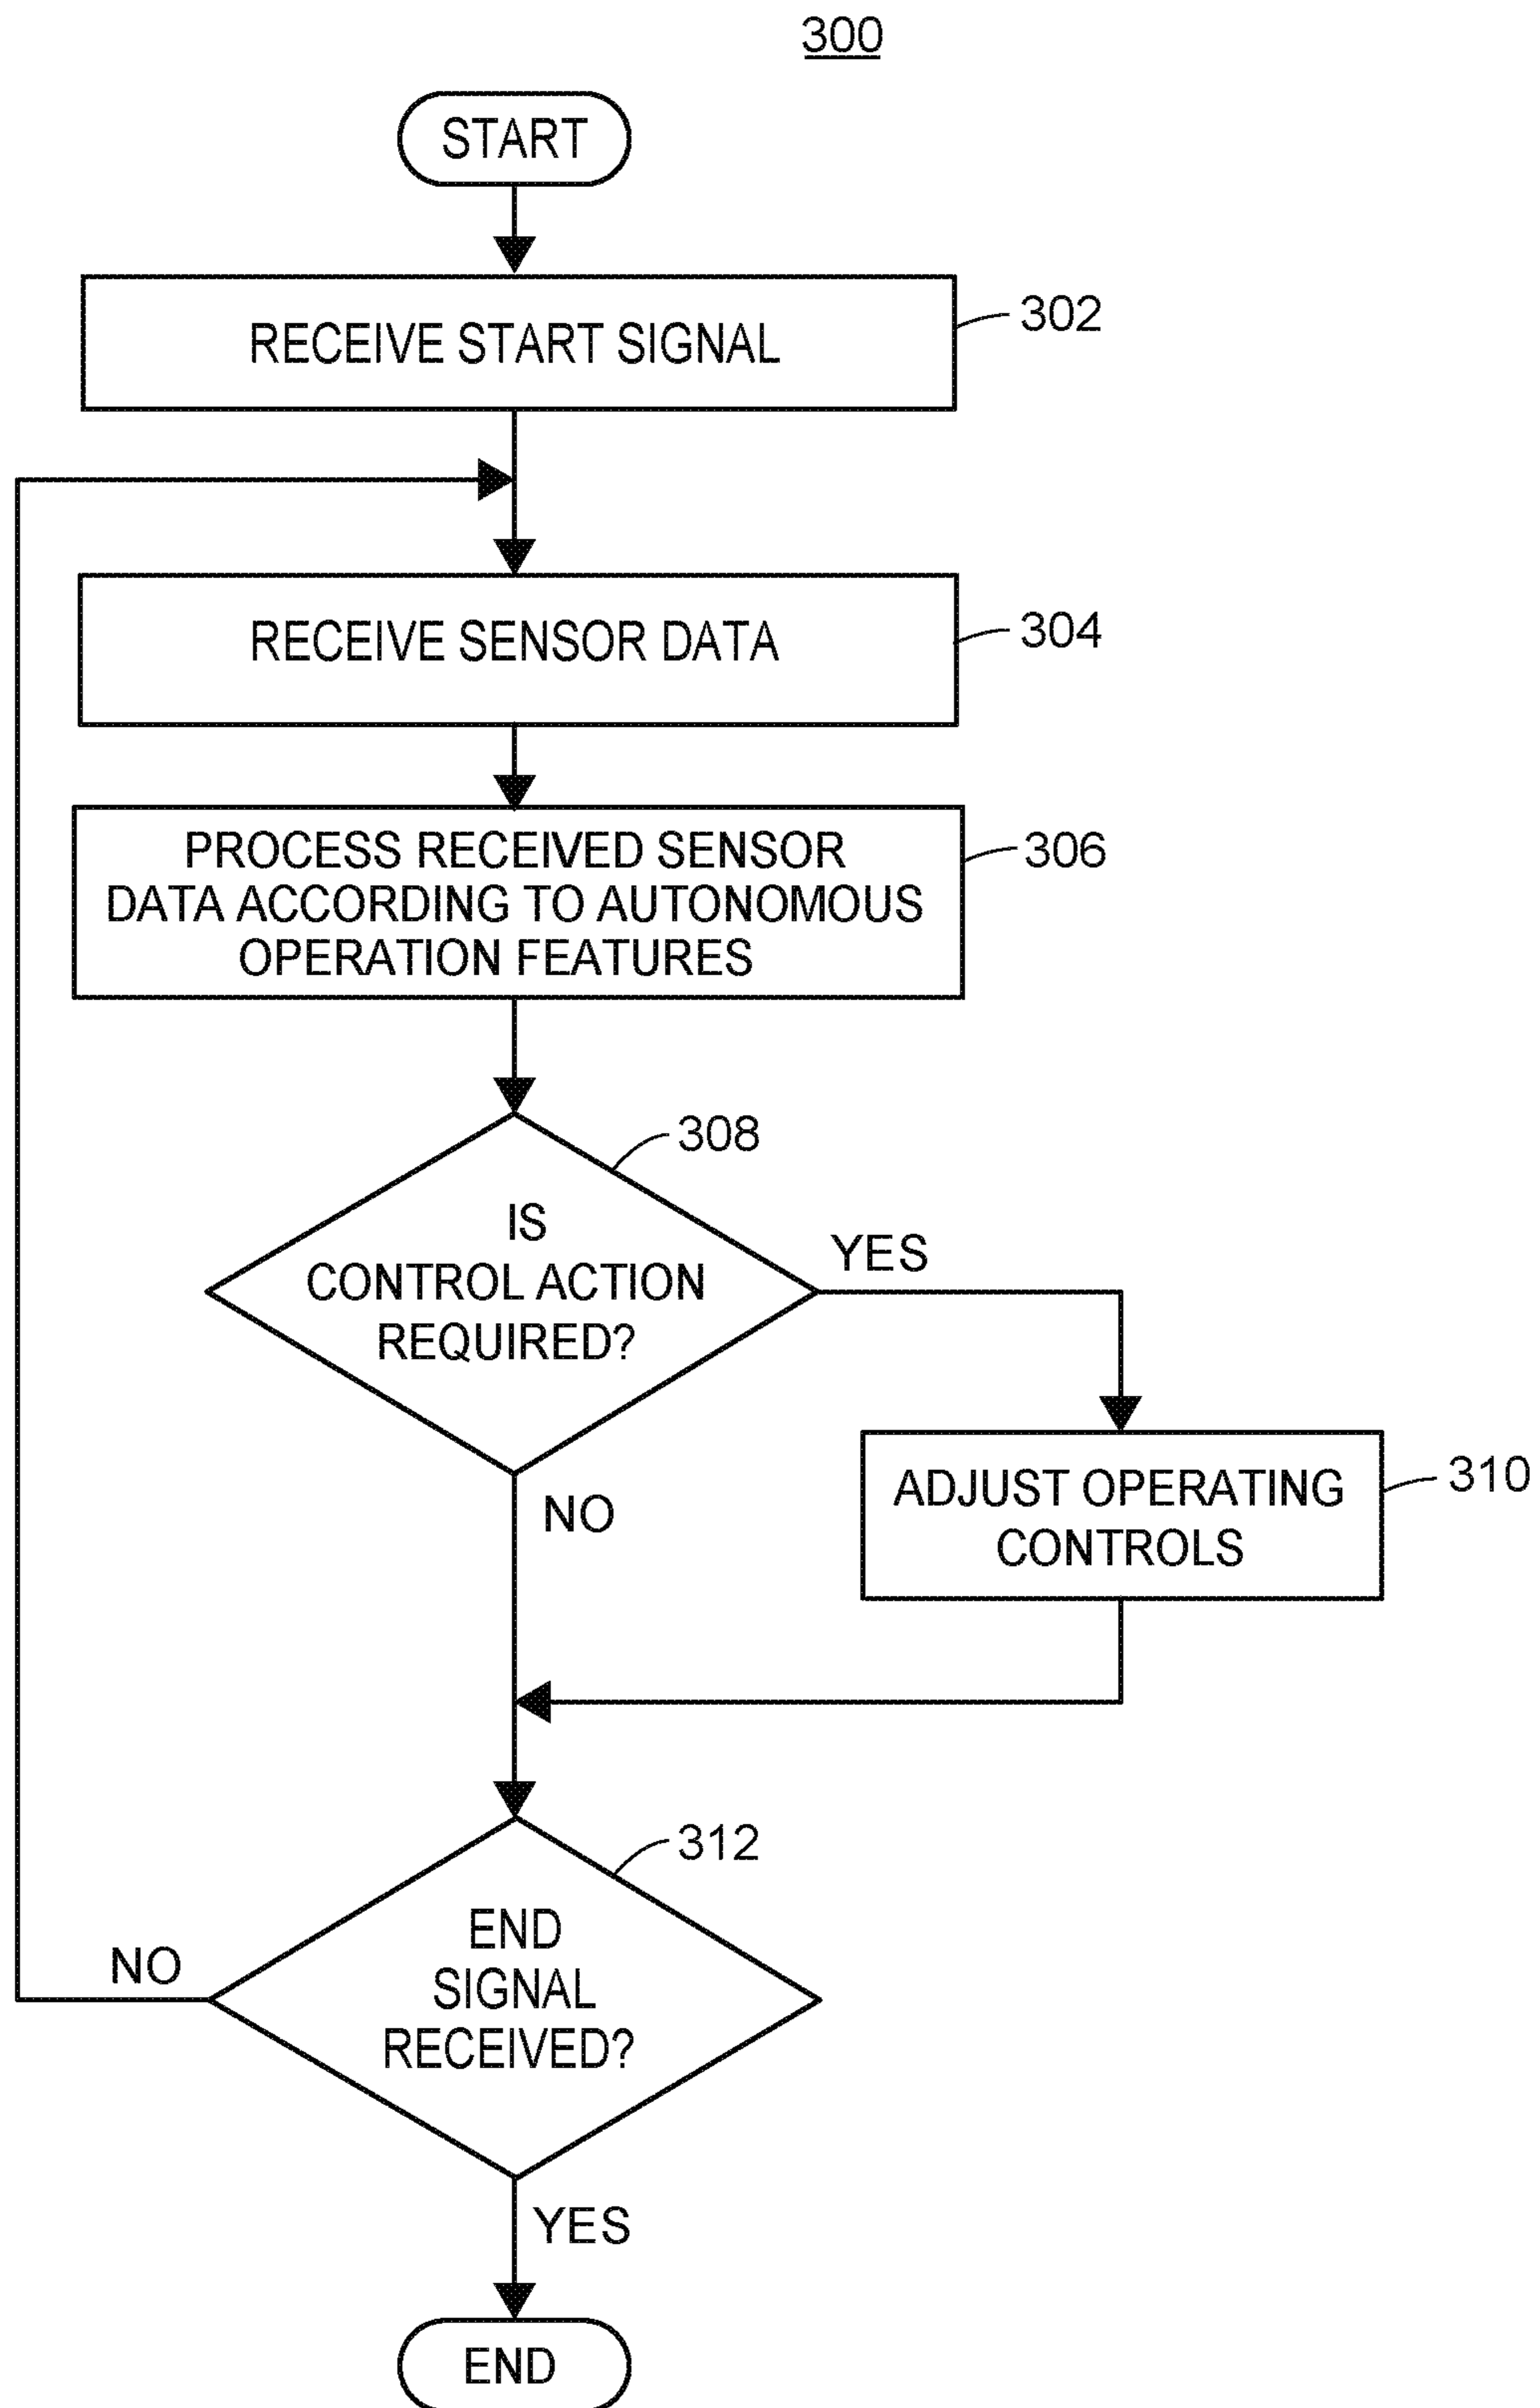 300
START
RECEIVE START SIGNAL
302
RECEIVE SENSOR DATA
304
PROCESS RECEIVED SENSOR
DATA ACCORDING TO AUTONOMOUS
OPERATION FEATURES
306
308
IS
CONTROL ACTION
REQUIRED?
YES
ADJUST OPERATING
CONTROLS
310
NO
312
END
SIGNAL
RECEIVED?
NO
YES
END